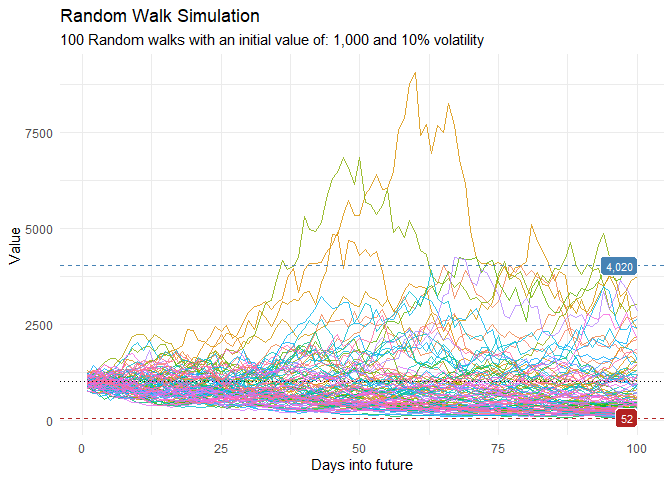 Random Walk Simulation
100 Random walks with an initial value of: 1,000 and 10% volatility
7500
5000
2500
0
Value
4,020
52
0
25
50
75
100
Days into future